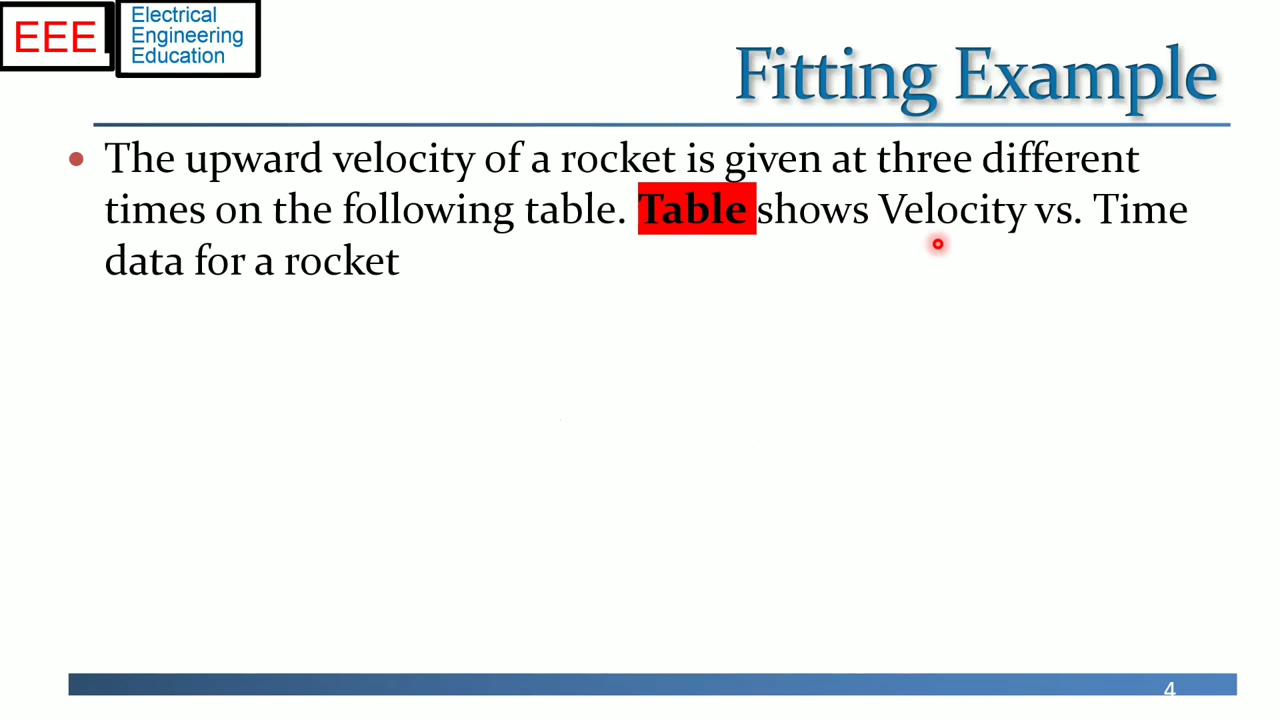 EEE
Electrical
Engineering
Education
Fitting Example
• The upward velocity of a rocket is given at three different
times on the following table. Table shows Velocity vs. Time
data for a rocket
4